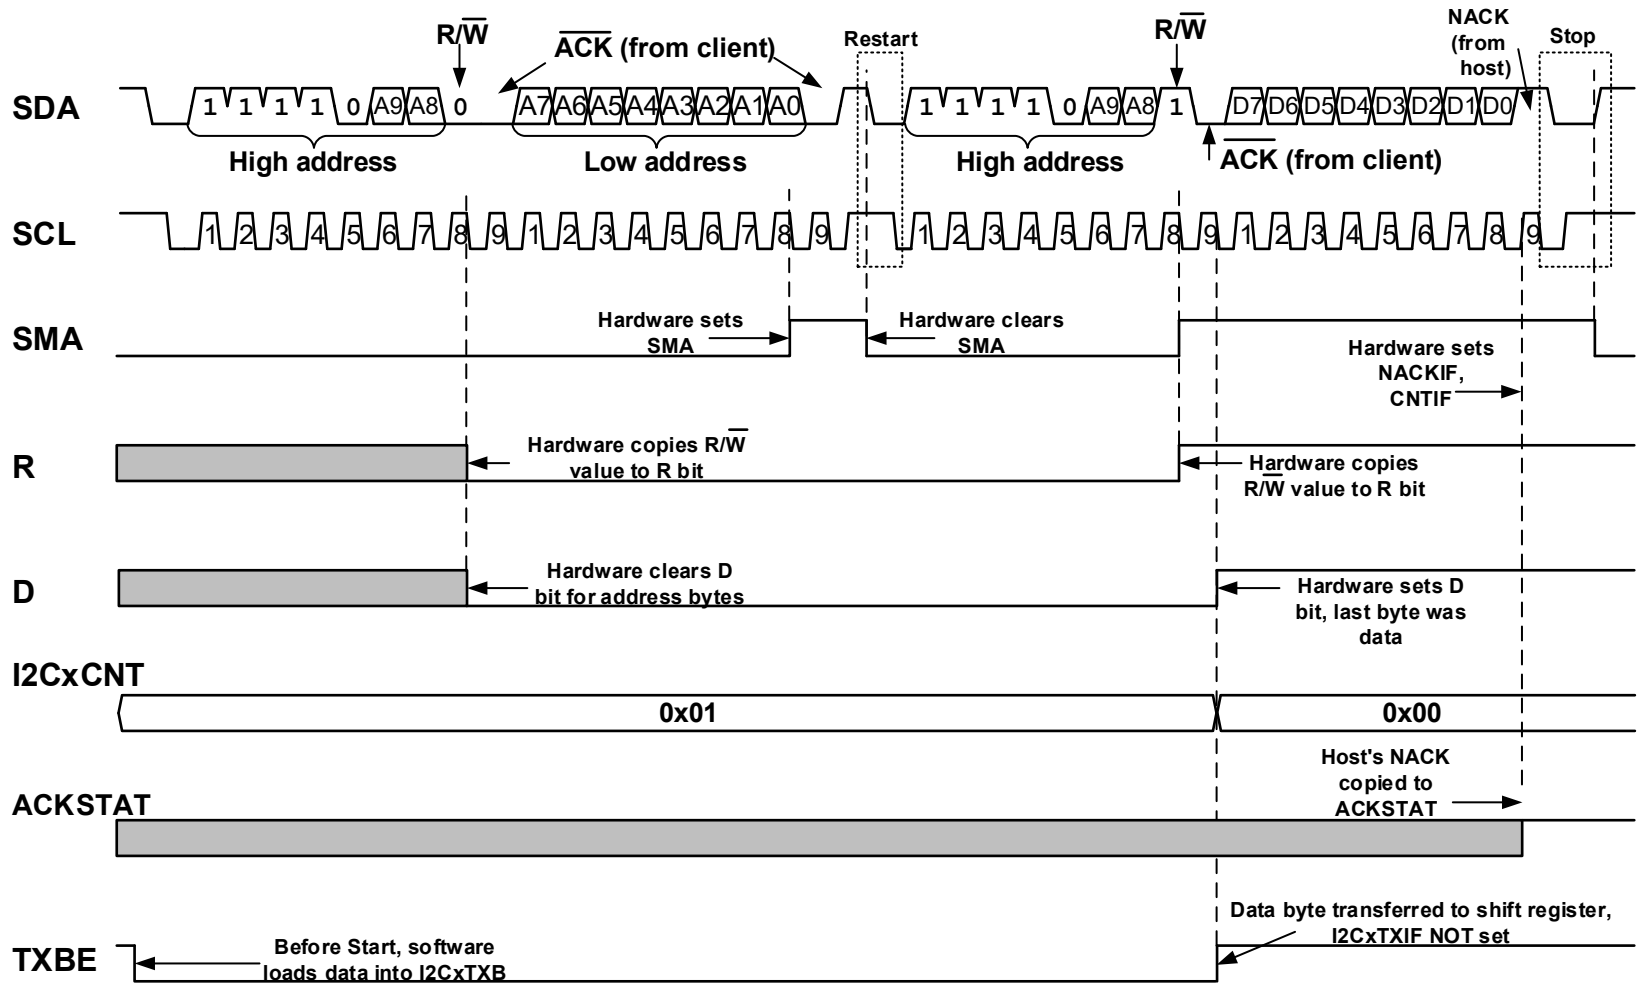 R/W
ACK (from client)
Restart
R/W
NACK
(from
host)
Stop
SDA
1 1 1 1 0 A9 A8 0 A7 A6 A5 A4 A3 A2 A1 A0 1 1 1 1 0 A9 A8 1 D7 D6 D5 D4 D3 D2 D1 D0
High address
Low address
High address
ACK (from client)
SCL
1 2 3 4 5 6 7 8 9 1 2 3 4 5 6 7 8 9 1 2 3 4 5 6 7 8 9 1 2 3 4 5 6 7 8 9
SMA
Hardware sets
SMA
Hardware clears
SMA
Hardware sets
NACKIF,
CNTIF
R
Hardware copies R/W
value to R bit
Hardware copies
R/W value to R bit
D
Hardware clears D
bit for address bytes
Hardware sets D
bit, last byte was
data
I2CxCNT
0x01
0x00
ACKSTAT
Host's NACK
copied to
ACKSTAT
TXBE
Before Start, software
loads data into I2CxTXB
Data byte transferred to shift register,
I2CxTXIF NOT set